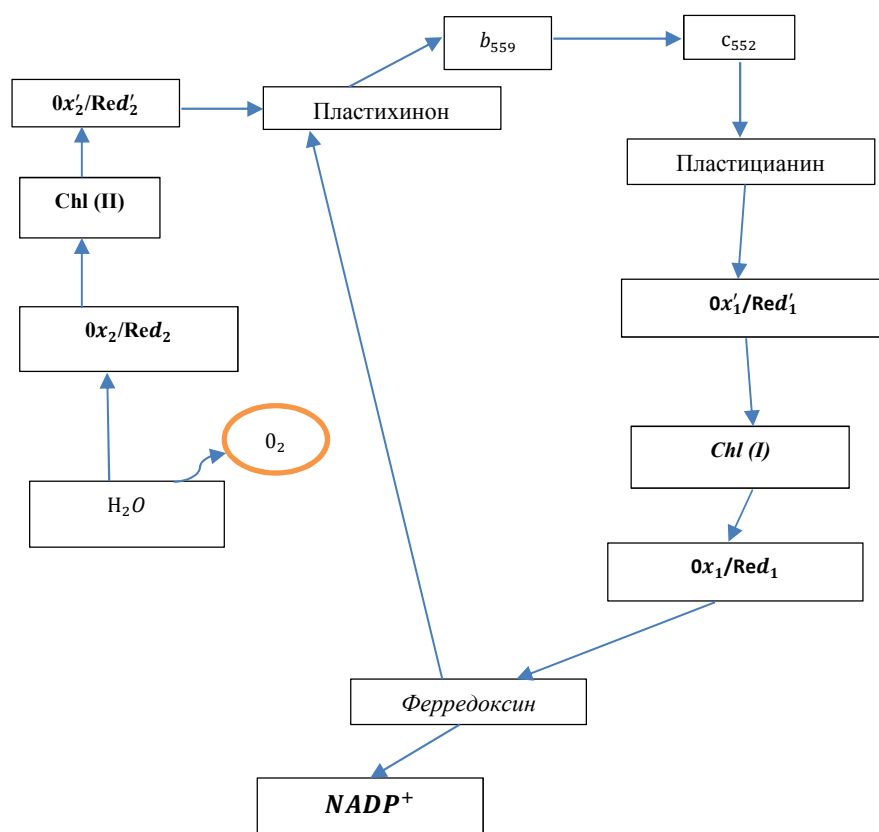 b₅₅₉
c₅₅₂
0x′₂/Red′₂
Пластихинон
Пластицианин
Chl (II)
0x′₁/Red′₁
0x₂/Red₂
0₂
Chl (I)
H₂O
0x₁/Red₁
Ферредоксин
NADP⁺